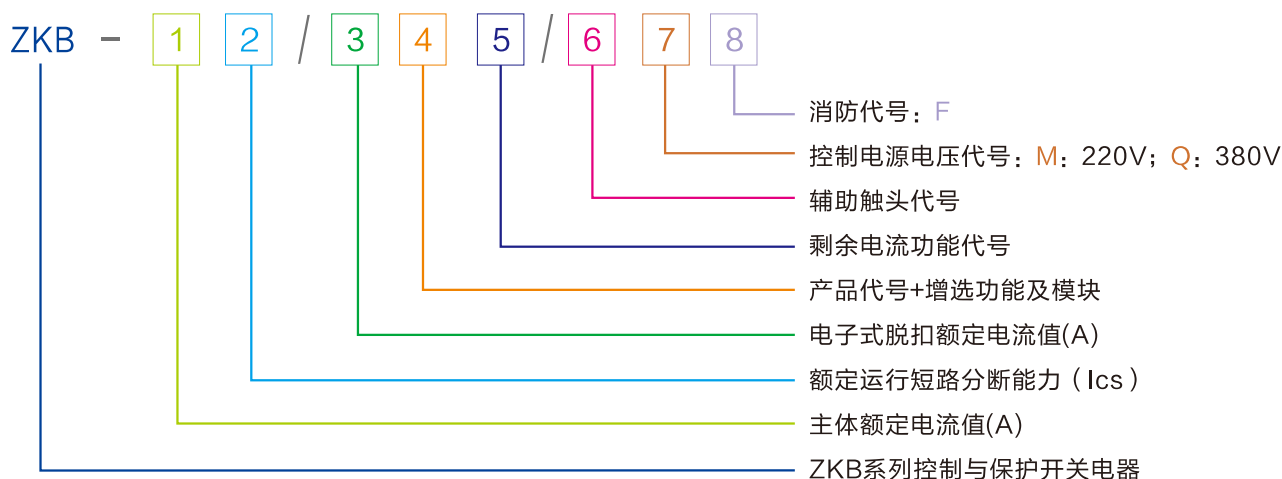 ZKB - 1 2 / 3 4 5 / 6 7 8
消防代号：F
控制电源电压代号：M：220V；Q：380V
辅助触头代号
剩余电流功能代号
产品代号+增选功能及模块
电子式脱扣额定电流值(A)
额定运行短路分断能力（Ics）
主体额定电流值(A)
ZKB系列控制与保护开关电器